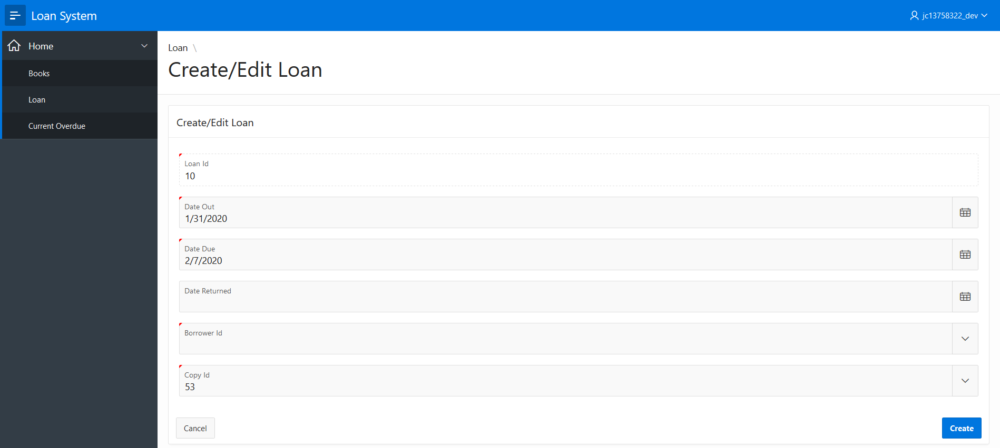 Loan System
jc13758322_dev
Home
Books
Loan
Current Overdue
Loan \
Create/Edit Loan
Create/Edit Loan
Loan Id
10
Date Out
1/31/2020
Date Due
2/7/2020
Date Returned
Borrower Id
Copy Id
53
Cancel
Create